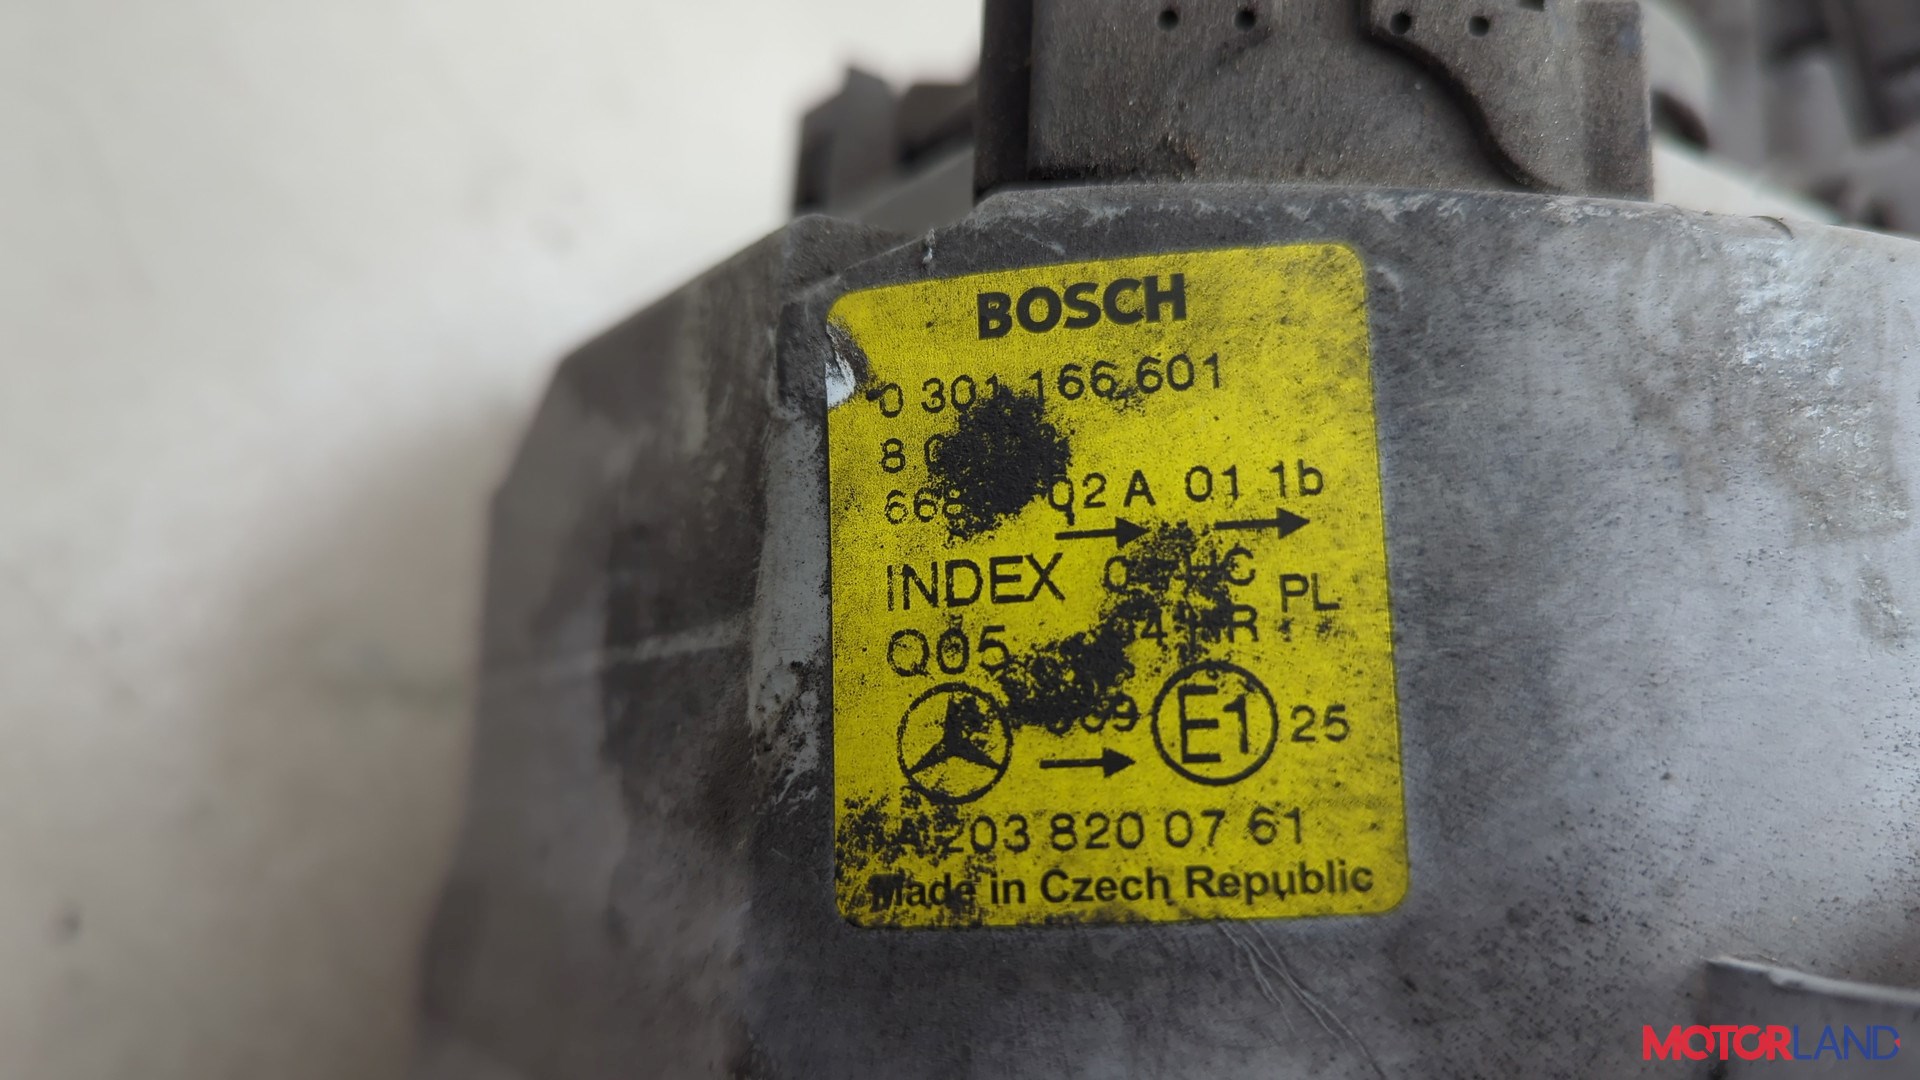 BOSCH
0 301 166 601
8
02 A 01 1b
INDEX
PL
Q05
E1 25
A 203 820 07 61
Made in Czech Republic
MOTORLAND